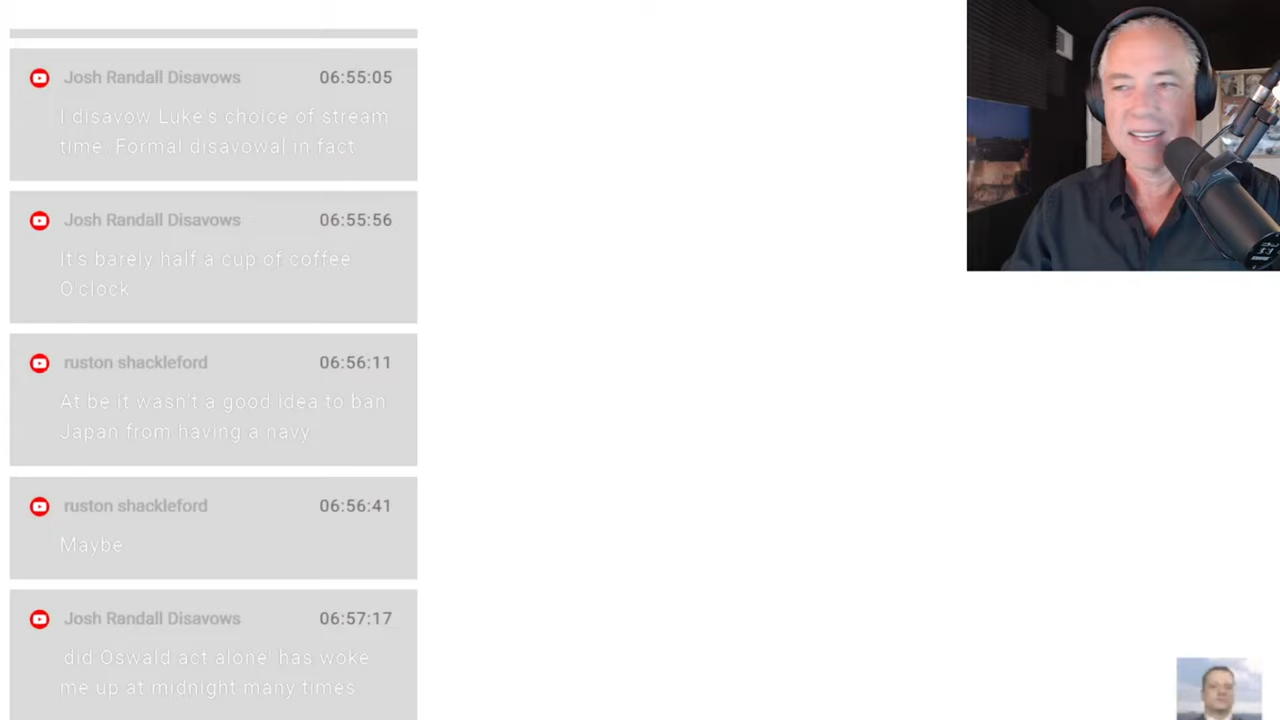 Josh Randall Disavows 06:55:05
I disavow Luke's choice of stream
time. Formal disavowal in fact
Josh Randall Disavows 06:55:56
It's barely half a cup of coffee
O'clock
ruston shackleford 06:56:11
At be it wasn't a good idea to ban
Japan from having a navy
ruston shackleford 06:56:41
Maybe
Josh Randall Disavows 06:57:17
did Oswald act alone' has woke
me up at midnight many times